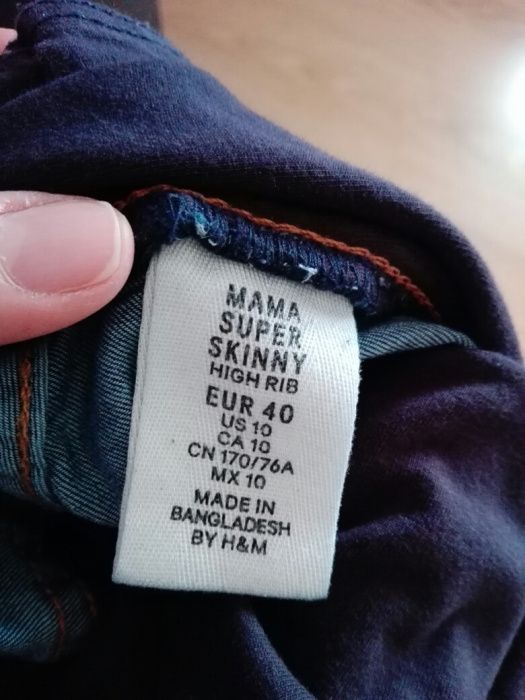 MAMA
SUPER
SKINNY
HIGH RIB
EUR 40
US 10
CA 10
CN 170/76A
MX 10
MADE IN
BANGLADESH
BY H&M